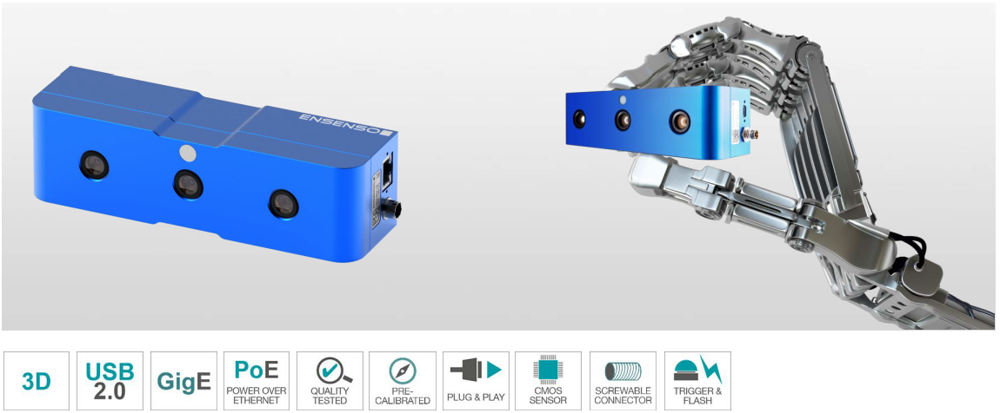 ENSENSO
3D
USB
2.0
GigE
PoE
POWER OVER
ETHERNET
QUALITY
TESTED
PRE-
CALIBRATED
PLUG & PLAY
CMOS
SENSOR
SCREWABLE
CONNECTOR
TRIGGER &
FLASH